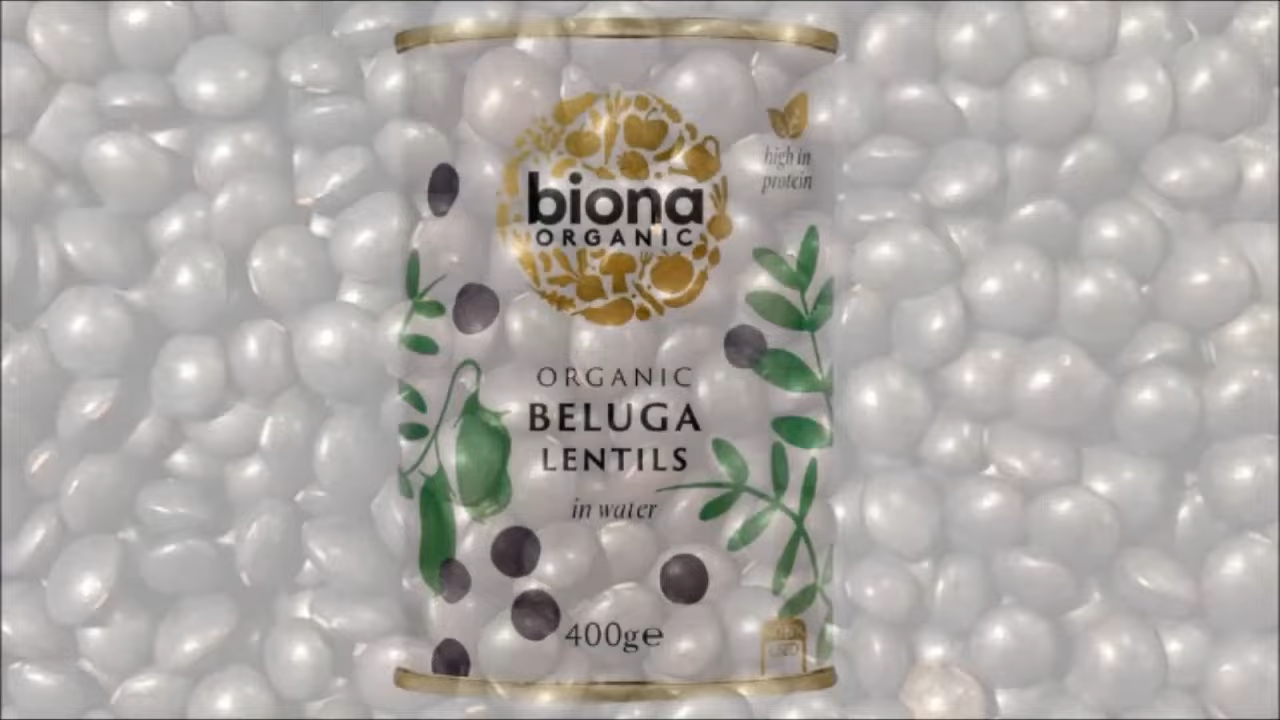 high in
protein
biona
ORGANIC
ORGANIC
BELUGA
LENTILS
in water
400g℮